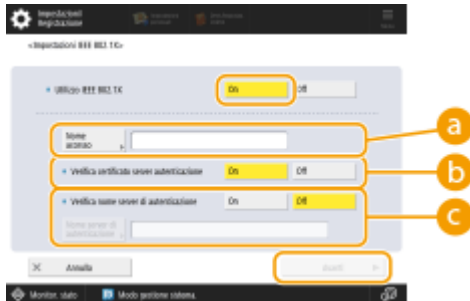 Impostazioni
Registrazione
<Impostazioni IEEE 802.1X>
Utilizzo IEEE 802.1X
On
Off
Nome
accesso
a
Verifica certificato server autenticazione
On
Off
b
Verifica nome server di autenticazione
On
Off
Nome server di
autenticazione
c
Annulla
Avanti
Monitor. stato
Modo gestione sistema.